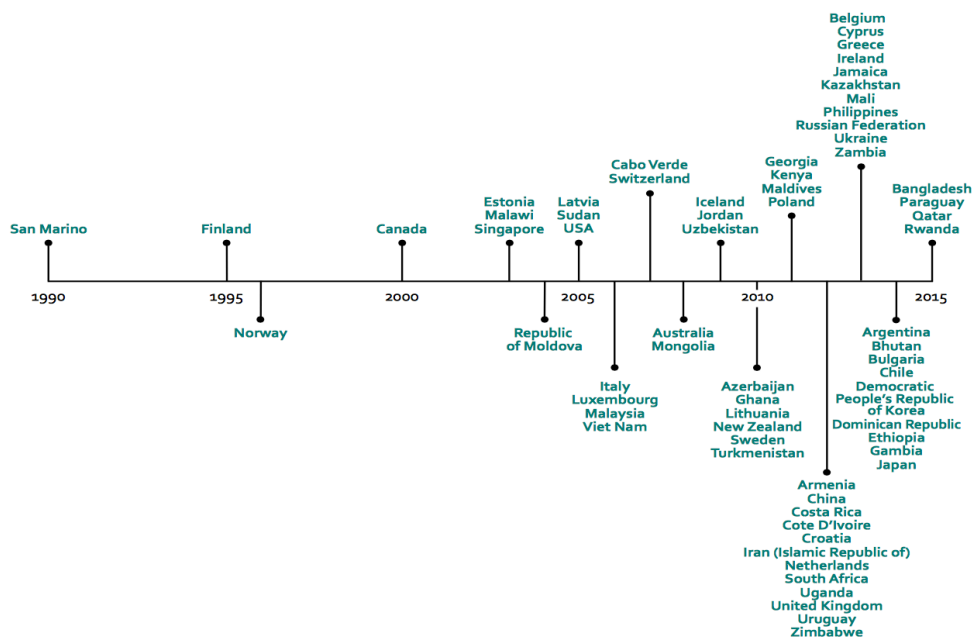 Belgium
Cyprus
Greece
Ireland
Jamaica
Kazakhstan
Mali
Philippines
Russian Federation
Ukraine
Zambia
Cabo Verde
Switzerland
Georgia
Kenya
Maldives
Poland
Estonia
Malawi
Singapore
Latvia
Sudan
USA
Iceland
Jordan
Uzbekistan
Bangladesh
Paraguay
Qatar
Rwanda
San Marino
Finland
Canada
1990
1995
2000
2005
2010
2015
Norway
Republic
of Moldova
Australia
Mongolia
Italy
Luxembourg
Malaysia
Viet Nam
Azerbaijan
Ghana
Lithuania
New Zealand
Sweden
Turkmenistan
Argentina
Bhutan
Bulgaria
Chile
Democratic
People's Republic
of Korea
Dominican Republic
Ethiopia
Gambia
Japan
Armenia
China
Costa Rica
Cote D'Ivoire
Croatia
Iran (Islamic Republic of)
Netherlands
South Africa
Uganda
United Kingdom
Uruguay
Zimbabwe